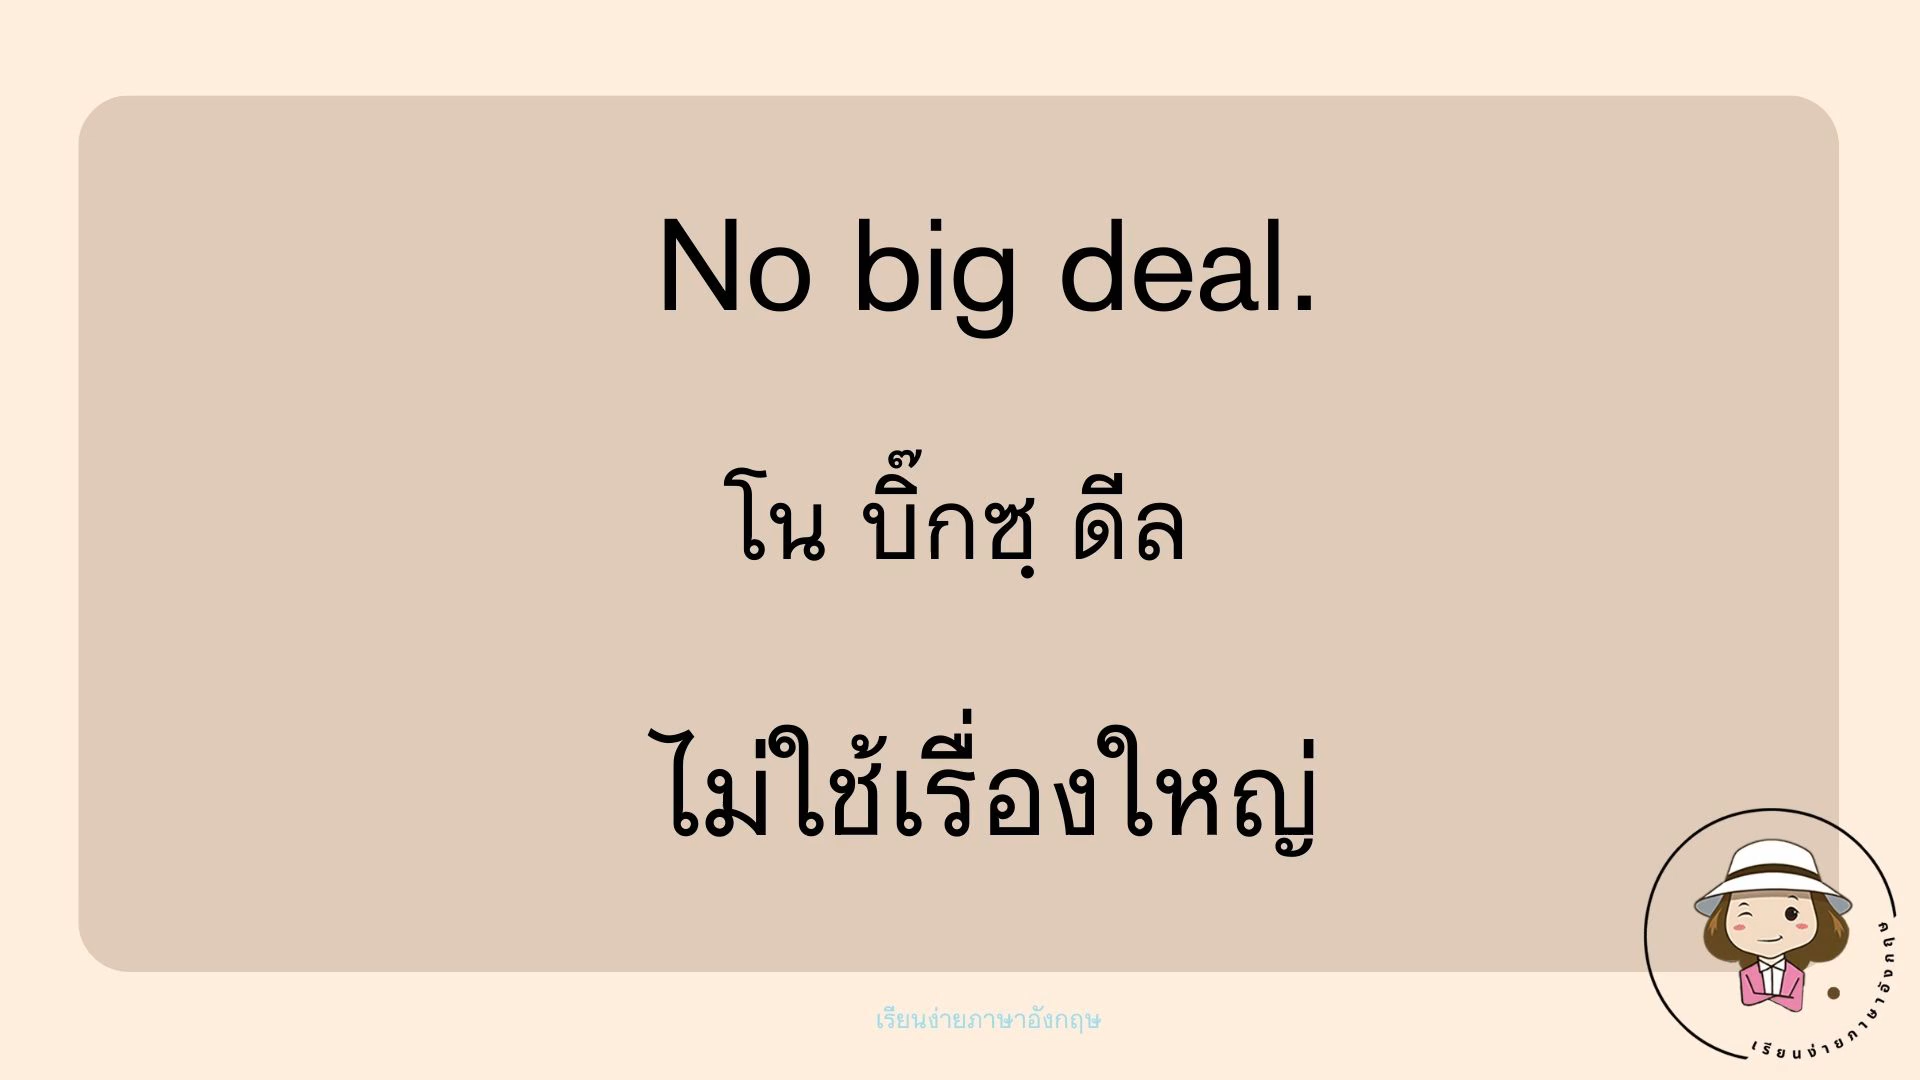 No big deal.
โน บิ๊กซฺ ดีล
ไม่ใช้เรื่องใหญ่
เรียนง่ายภาษาอังกฤษ
เรียนง่ายภาษาอังกฤษ